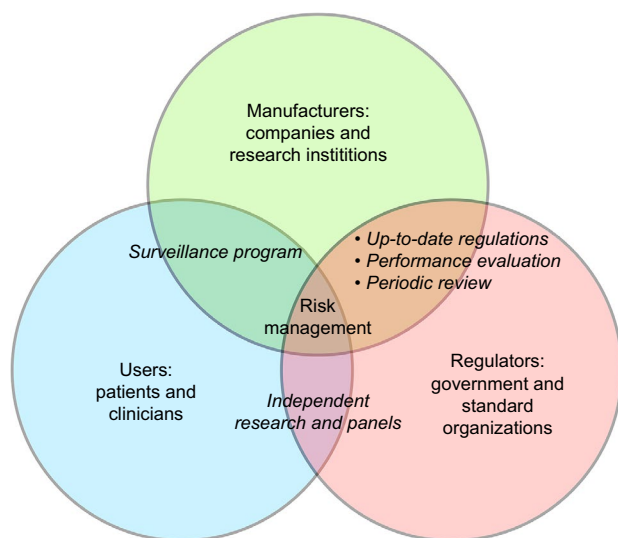 Manufacturers:
companies and
research instititions
Surveillance program
• Up-to-date regulations
• Performance evaluation
• Periodic review
Risk
management
Users:
patients and
clinicians
Independent
research and panels
Regulators:
government and
standard
organizations